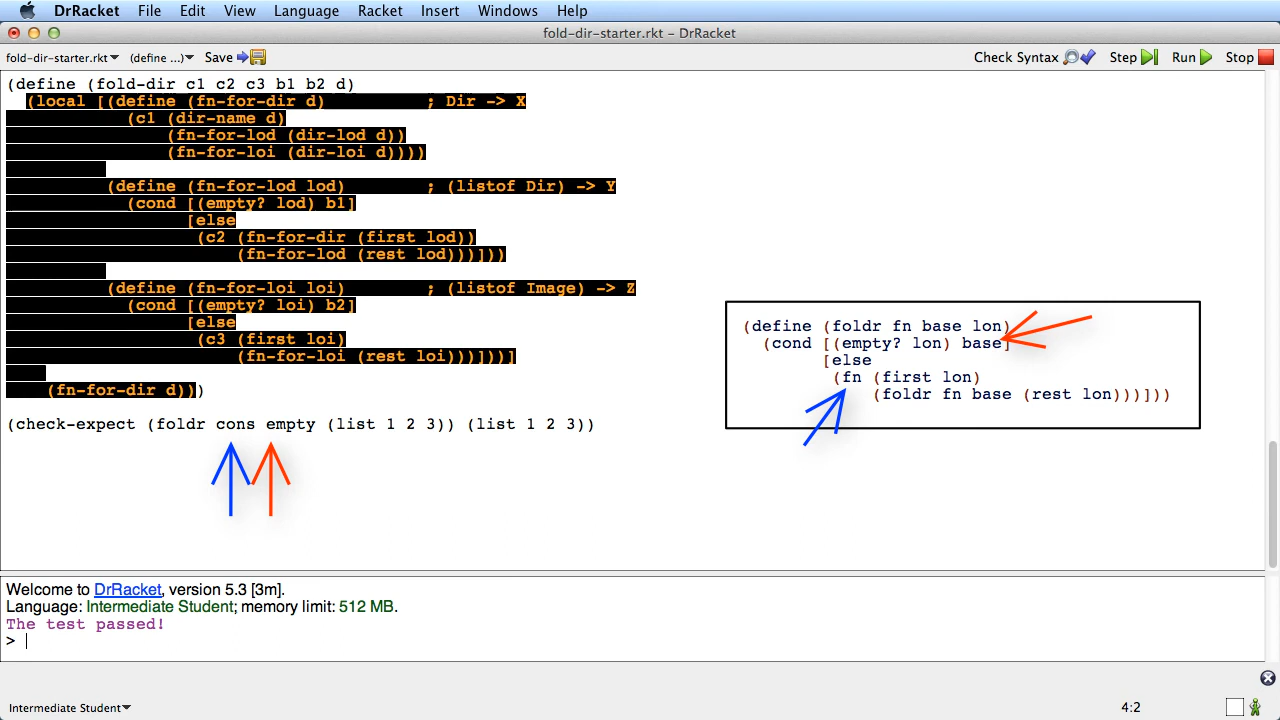 DrRacket File Edit View Language Racket Insert Windows Help
fold-dir-starter.rkt – DrRacket
fold-dir-starter.rkt▼ (define ...)▼ Save Check Syntax Step Run Stop
(define (fold-dir c1 c2 c3 b1 b2 d)
(local [(define (fn-for-dir d) ; Dir -> X
(c1 (dir-name d)
(fn-for-lod (dir-lod d))
(fn-for-loi (dir-loi d))))
(define (fn-for-lod lod) ; (listof Dir) -> Y
(cond [(empty? lod) b1]
[else
(c2 (fn-for-dir (first lod))
(fn-for-lod (rest lod)))]))
(define (fn-for-loi loi) ; (listof Image) -> Z
(cond [(empty? loi) b2]
[else
(c3 (first loi)
(fn-for-loi (rest loi)))]))]
(fn-for-dir d)))
(check-expect (foldr cons empty (list 1 2 3)) (list 1 2 3))
(define (foldr fn base lon)
(cond [(empty? lon) base]
[else
(fn (first lon)
(foldr fn base (rest lon)))]))
Welcome to DrRacket, version 5.3 [3m].
Language: Intermediate Student; memory limit: 512 MB.
The test passed!
>
Intermediate Student▼ 4:2